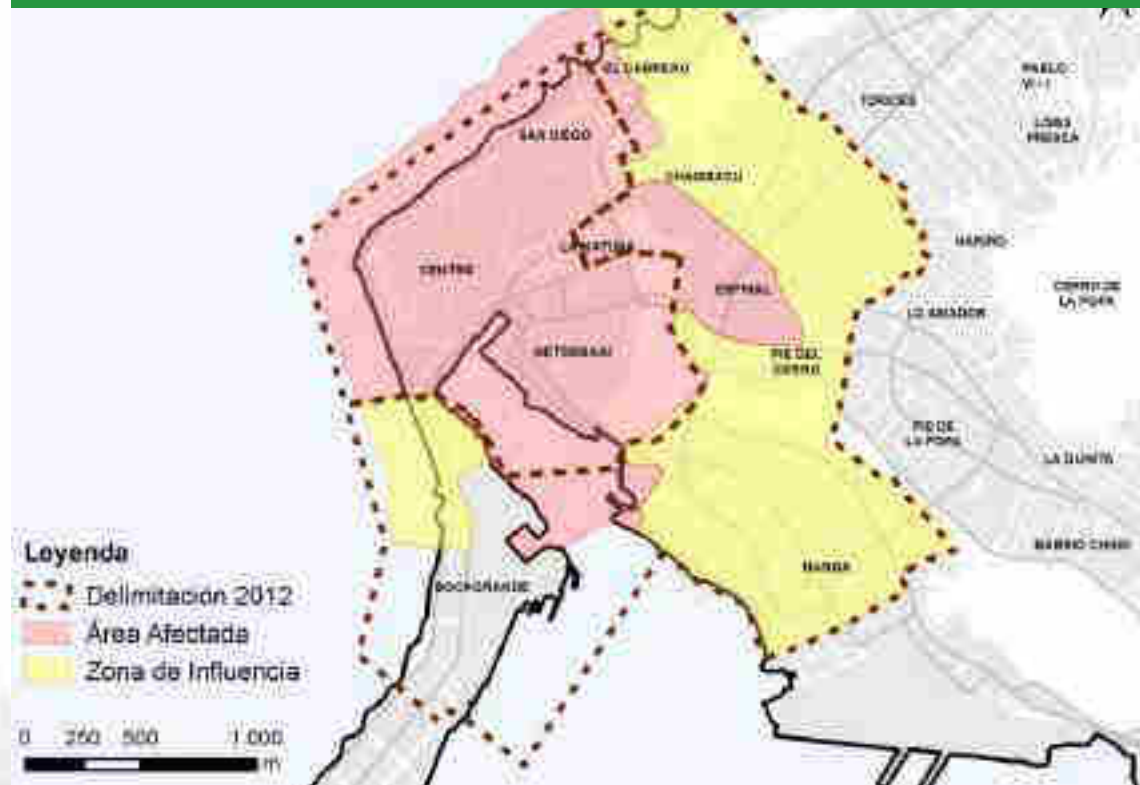 EL CABRERO
PABLO
VI - I
TORICES
LOMA
FRESCA
SAN DIEGO
CHAMBACU
NARIÑO
LA MATUNA
CENTRO
ESPINAL
CERRO DE
LA POPA
LO AMADOR
GETSEMANI
PIE DEL
CERRO
PIE DE
LA POPA
LA QUINTA
BARRIO CHINO
MANGA
BOCAGRANDE
Leyenda
Delimitación 2012
Área Afectada
Zona de Influencia
0 250 500 1 000
m